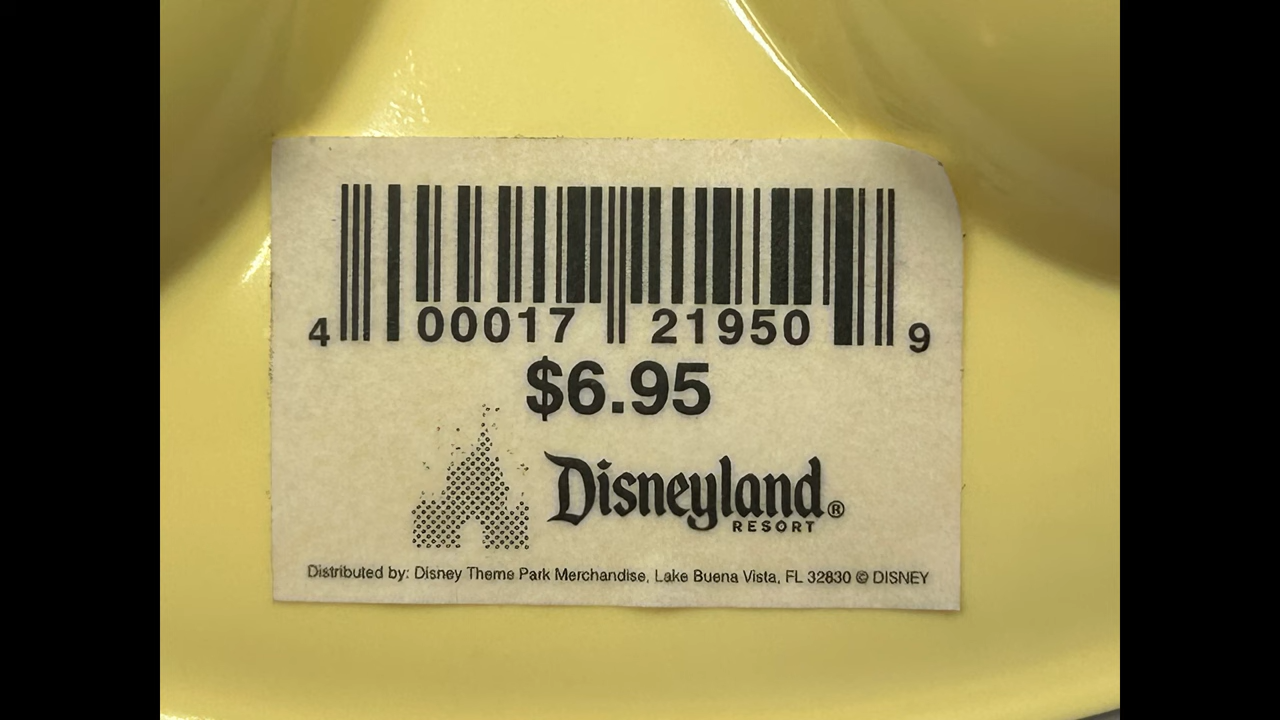 4 00017 21950 9
$6.95
Disneyland®
RESORT
Distributed by: Disney Theme Park Merchandise, Lake Buena Vista, FL 32830 © DISNEY